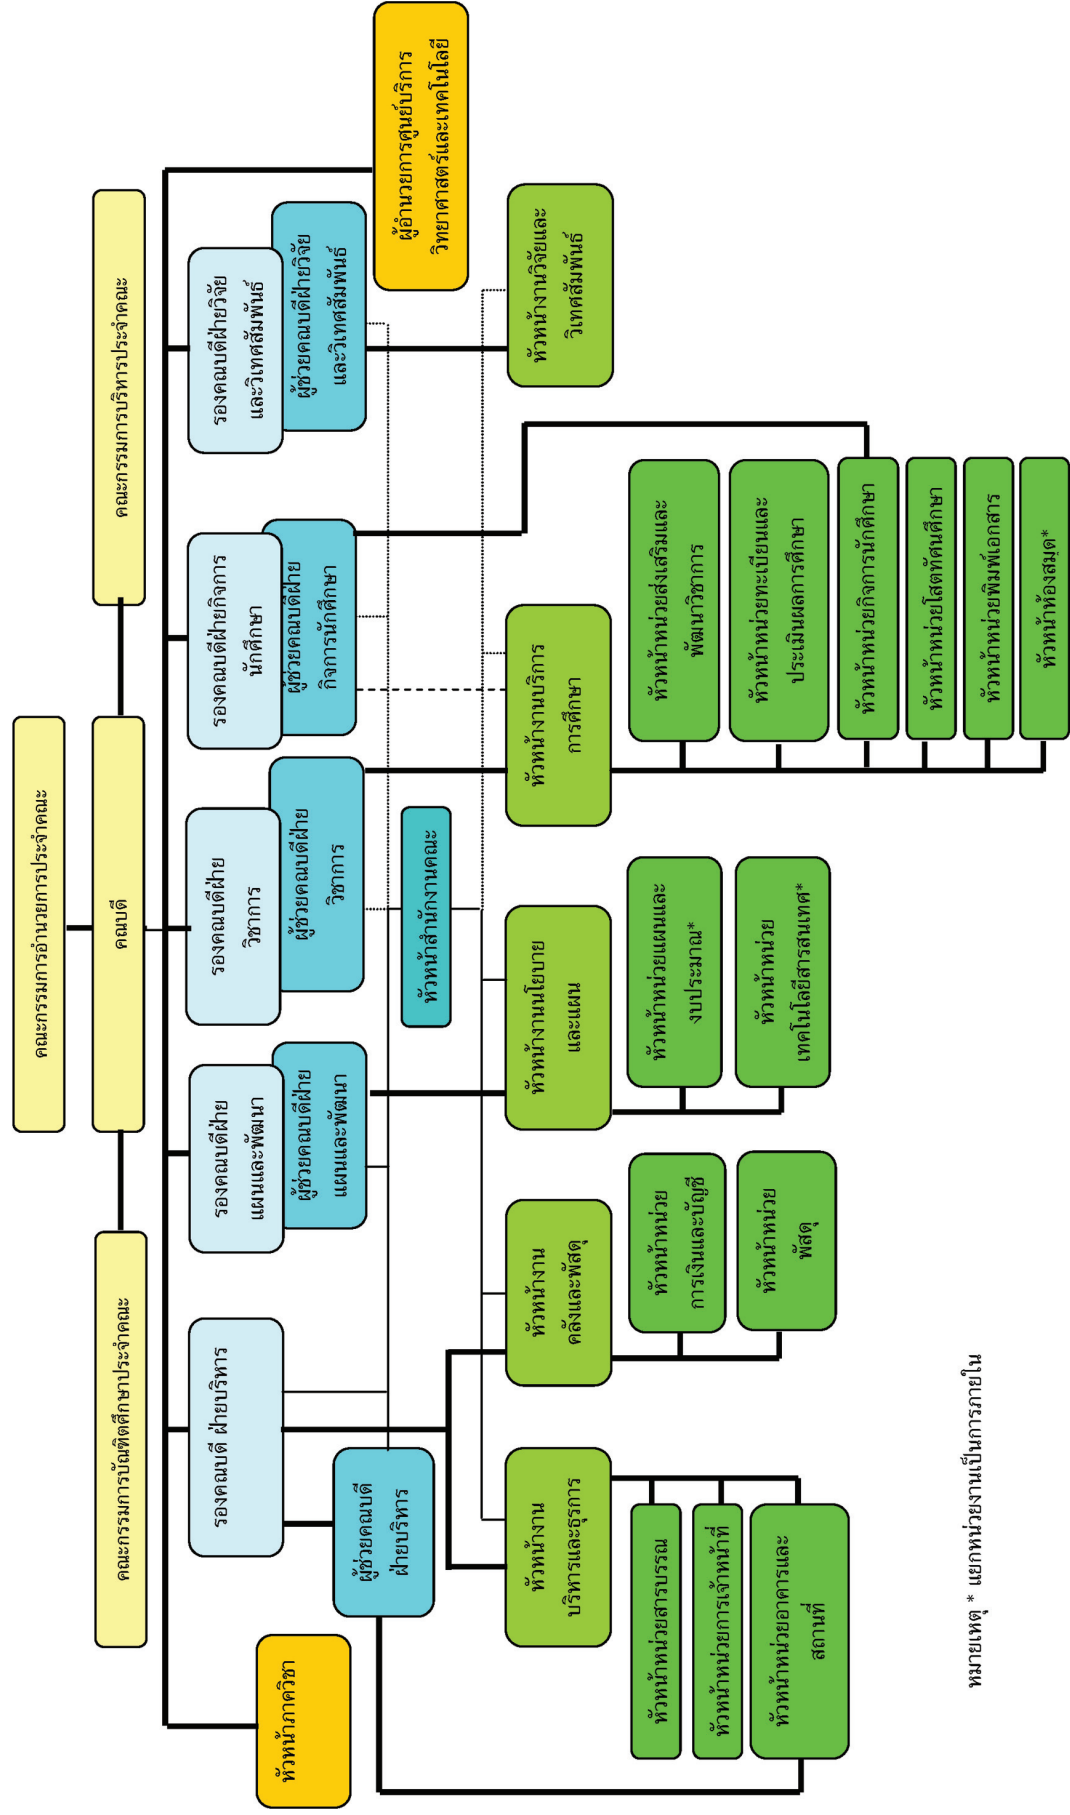 คณะกรรมการอำนวยการประจำคณะ
คณะกรรมการบัณฑิตศึกษาประจำคณะ
คณบดี
คณะกรรมการบริหารประจำคณะ
หัวหน้าภาควิชา
รองคณบดี ฝ่ายบริหาร
ผู้ช่วยคณบดี
ฝ่ายบริหาร
รองคณบดีฝ่าย
แผนและพัฒนา
ผู้ช่วยคณบดีฝ่าย
แผนและพัฒนา
รองคณบดีฝ่าย
วิชาการ
ผู้ช่วยคณบดีฝ่าย
วิชาการ
รองคณบดีฝ่ายกิจการ
นักศึกษา
ผู้ช่วยคณบดีฝ่าย
กิจการนักศึกษา
รองคณบดีฝ่ายวิจัย
และวิเทศสัมพันธ์
ผู้ช่วยคณบดีฝ่ายวิจัย
และวิเทศสัมพันธ์
ผู้อำนวยการศูนย์บริการ
วิทยาศาสตร์และเทคโนโลยี
หัวหน้าสำนักงานคณะ
หัวหน้างาน
บริหารและธุรการ
หัวหน้างาน
คลังและพัสดุ
หัวหน้างานนโยบาย
และแผน
หัวหน้างานบริการ
การศึกษา
หัวหน้างานวิจัยและ
วิเทศสัมพันธ์
หัวหน้าหน่วยสารบรรณ
หัวหน้าหน่วยการเจ้าหน้าที่
หัวหน้าหน่วยอาคารและ
สถานที่
หัวหน้าหน่วย
การเงินและบัญชี
หัวหน้าหน่วย
พัสดุ
หัวหน้าหน่วยแผนและ
งบประมาณ*
หัวหน้าหน่วย
เทคโนโลยีสารสนเทศ*
หัวหน้าหน่วยส่งเสริมและ
พัฒนาวิชาการ
หัวหน้าหน่วยทะเบียนและ
ประเมินผลการศึกษา
หัวหน้าหน่วยกิจการนักศึกษา
หัวหน้าหน่วยโสตทัศนศึกษา
หัวหน้าหน่วยพิมพ์เอกสาร
หัวหน้าห้องสมุด*
หมายเหตุ * แยกหน่วยงานเป็นการภายใน